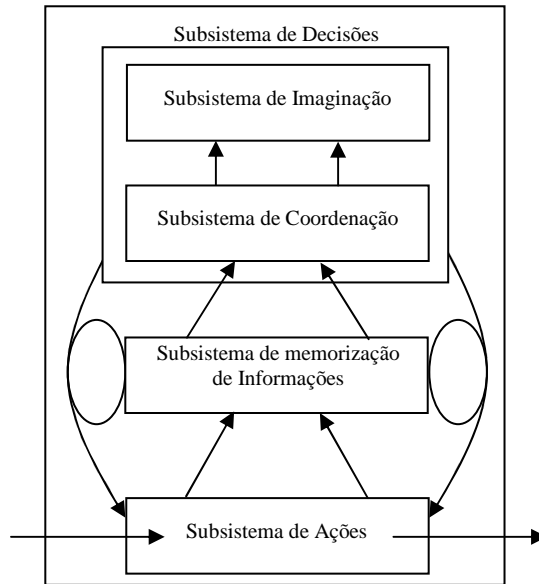 Subsistema de Decisões
Subsistema de Imaginação
Subsistema de Coordenação
Subsistema de memorização
de Informações
Subsistema de Ações